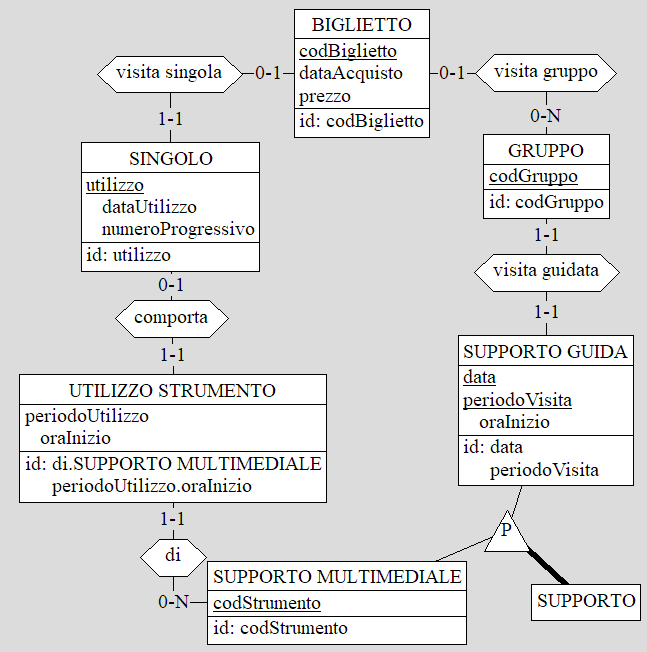 BIGLIETTO
codBiglietto
dataAcquisto
prezzo
id: codBiglietto
visita singola
0-1
0-1
visita gruppo
1-1
0-N
SINGOLO
utilizzo
dataUtilizzo
numeroProgressivo
id: utilizzo
GRUPPO
codGruppo
id: codGruppo
1-1
visita guidata
1-1
0-1
comporta
1-1
SUPPORTO GUIDA
data
periodoVisita
oraInizio
id: data
periodoVisita
UTILIZZO STRUMENTO
periodoUtilizzo
oraInizio
id: di.SUPPORTO MULTIMEDIALE
periodoUtilizzo.oraInizio
1-1
di
0-N
P
SUPPORTO MULTIMEDIALE
codStrumento
id: codStrumento
SUPPORTO